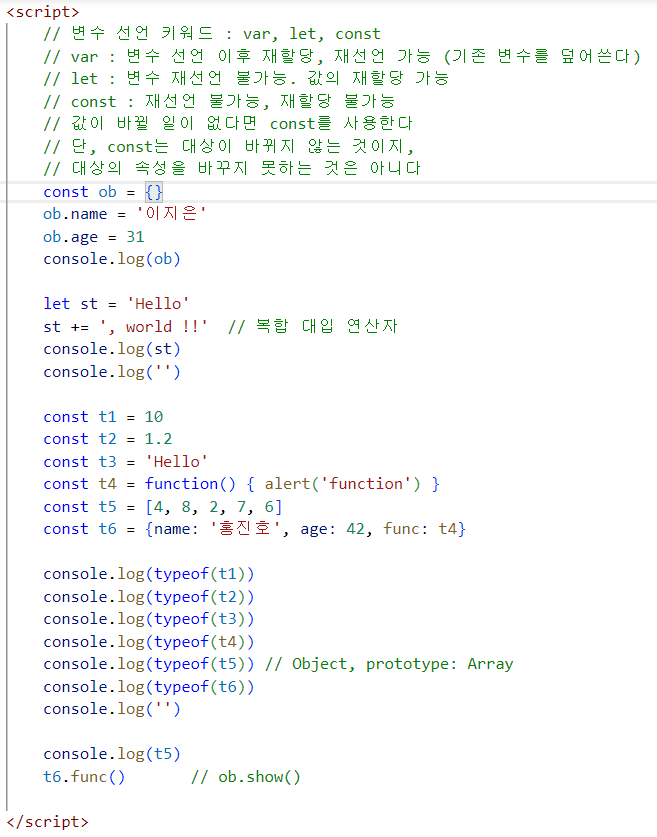 <script>
// 변수 선언 키워드 : var, let, const
// var : 변수 선언 이후 재할당, 재선언 가능 (기존 변수를 덮어쓴다)
// let : 변수 재선언 불가능. 값의 재할당 가능
// const : 재선언 불가능, 재할당 불가능
// 값이 바뀔 일이 없다면 const를 사용한다
// 단, const는 대상이 바뀌지 않는 것이지,
// 대상의 속성을 바꾸지 못하는 것은 아니다
const ob = {}
ob.name = '이지은'
ob.age = 31
console.log(ob)
let st = 'Hello'
st += ', world !!'  // 복합 대입 연산자
console.log(st)
console.log('')
const t1 = 10
const t2 = 1.2
const t3 = 'Hello'
const t4 = function() { alert('function') }
const t5 = [4, 8, 2, 7, 6]
const t6 = {name: '홍진호', age: 42, func: t4}
console.log(typeof(t1))
console.log(typeof(t2))
console.log(typeof(t3))
console.log(typeof(t4))
console.log(typeof(t5)) // Object, prototype: Array
console.log(typeof(t6))
console.log('')
console.log(t5)
t6.func()       // ob.show()
</script>